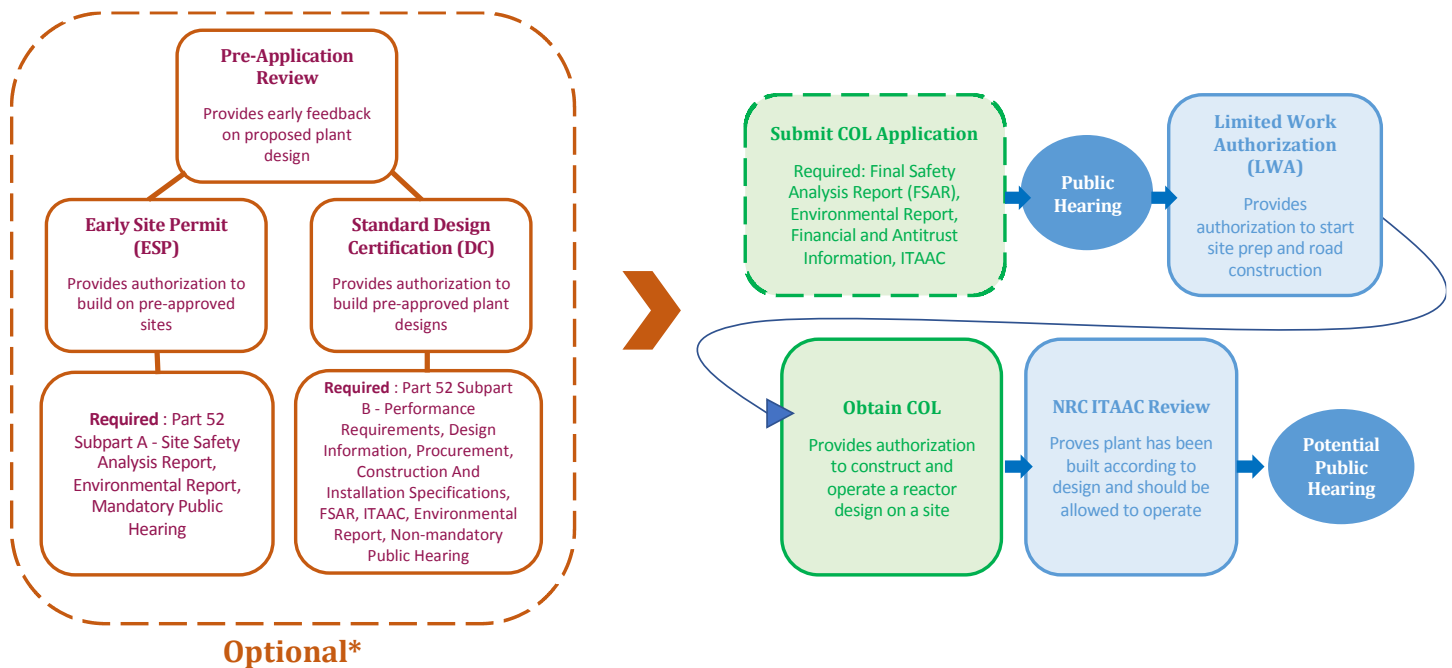 Pre-Application
Review
Provides early feedback
on proposed plant
design
Early Site Permit
(ESP)
Provides authorization to
build on pre-approved
sites
Standard Design
Certification (DC)
Provides authorization to
build pre-approved plant
designs
Required : Part 52
Subpart A - Site Safety
Analysis Report,
Environmental Report,
Mandatory Public
Hearing
Required : Part 52 Subpart
B - Performance
Requirements, Design
Information, Procurement,
Construction And
Installation Specifications,
FSAR, ITAAC, Environmental
Report, Non-mandatory
Public Hearing
Optional*
Submit COL Application
Required: Final Safety
Analysis Report (FSAR),
Environmental Report,
Financial and Antitrust
Information, ITAAC
Public
Hearing
Limited Work
Authorization
(LWA)
Provides
authorization to start
site prep and road
construction
Obtain COL
Provides authorization
to construct and
operate a reactor
design on a site
NRC ITAAC Review
Proves plant has been
built according to
design and should be
allowed to operate
Potential
Public
Hearing